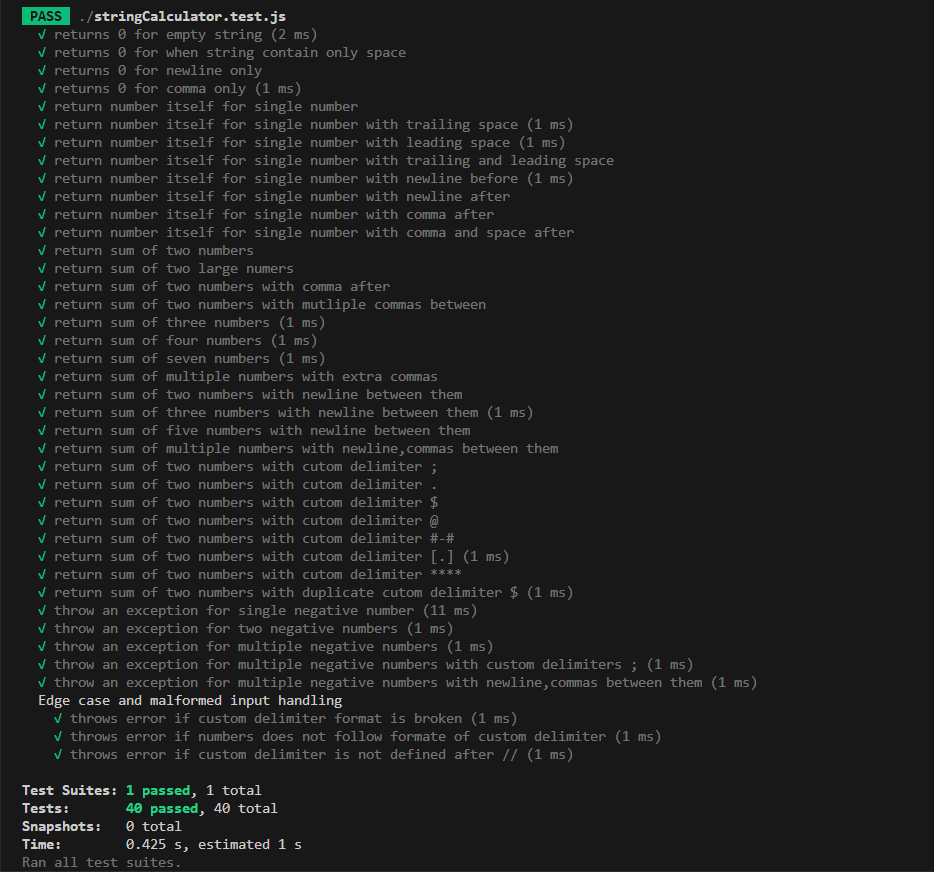 PASS ./stringCalculator.test.js
√ returns 0 for empty string (2 ms)
√ returns 0 for when string contain only space
√ returns 0 for newline only
√ returns 0 for comma only (1 ms)
√ return number itself for single number
√ return number itself for single number with trailing space (1 ms)
√ return number itself for single number with leading space (1 ms)
√ return number itself for single number with trailing and leading space
√ return number itself for single number with newline before (1 ms)
√ return number itself for single number with newline after
√ return number itself for single number with comma after
√ return number itself for single number with comma and space after
√ return sum of two numbers
√ return sum of two large numers
√ return sum of two numbers with comma after
√ return sum of two numbers with mutliple commas between
√ return sum of three numbers (1 ms)
√ return sum of four numbers (1 ms)
√ return sum of seven numbers (1 ms)
√ return sum of multiple numbers with extra commas
√ return sum of two numbers with newline between them
√ return sum of three numbers with newline between them (1 ms)
√ return sum of five numbers with newline between them
√ return sum of multiple numbers with newline,commas between them
√ return sum of two numbers with cutom delimiter ;
√ return sum of two numbers with cutom delimiter .
√ return sum of two numbers with cutom delimiter $
√ return sum of two numbers with cutom delimiter @
√ return sum of two numbers with cutom delimiter #-#
√ return sum of two numbers with cutom delimiter [.] (1 ms)
√ return sum of two numbers with cutom delimiter ****
√ return sum of two numbers with duplicate cutom delimiter $ (1 ms)
√ throw an exception for single negative number (11 ms)
√ throw an exception for two negative numbers (1 ms)
√ throw an exception for multiple negative numbers (1 ms)
√ throw an exception for multiple negative numbers with custom delimiters ; (1 ms)
√ throw an exception for multiple negative numbers with newline,commas between them (1 ms)
Edge case and malformed input handling
√ throws error if custom delimiter format is broken (1 ms)
√ throws error if numbers does not follow formate of custom delimiter (1 ms)
√ throws error if custom delimiter is not defined after // (1 ms)
Test Suites: 1 passed, 1 total
Tests: 40 passed, 40 total
Snapshots: 0 total
Time: 0.425 s, estimated 1 s
Ran all test suites.